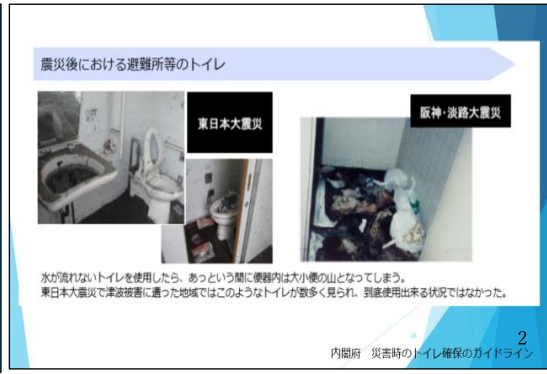 震災後における避難所等のトイレ
東日本大震災
阪神・淡路大震災
水が流れないトイレを使用したら、あっという間に便器内は大小便の山となってしまう。
東日本大震災で津波被害に遭った地域ではこのようなトイレが数多く見られ、到底使用出来る状況ではなかった。
2
内閣府 災害時のトイレ確保のガイドライン